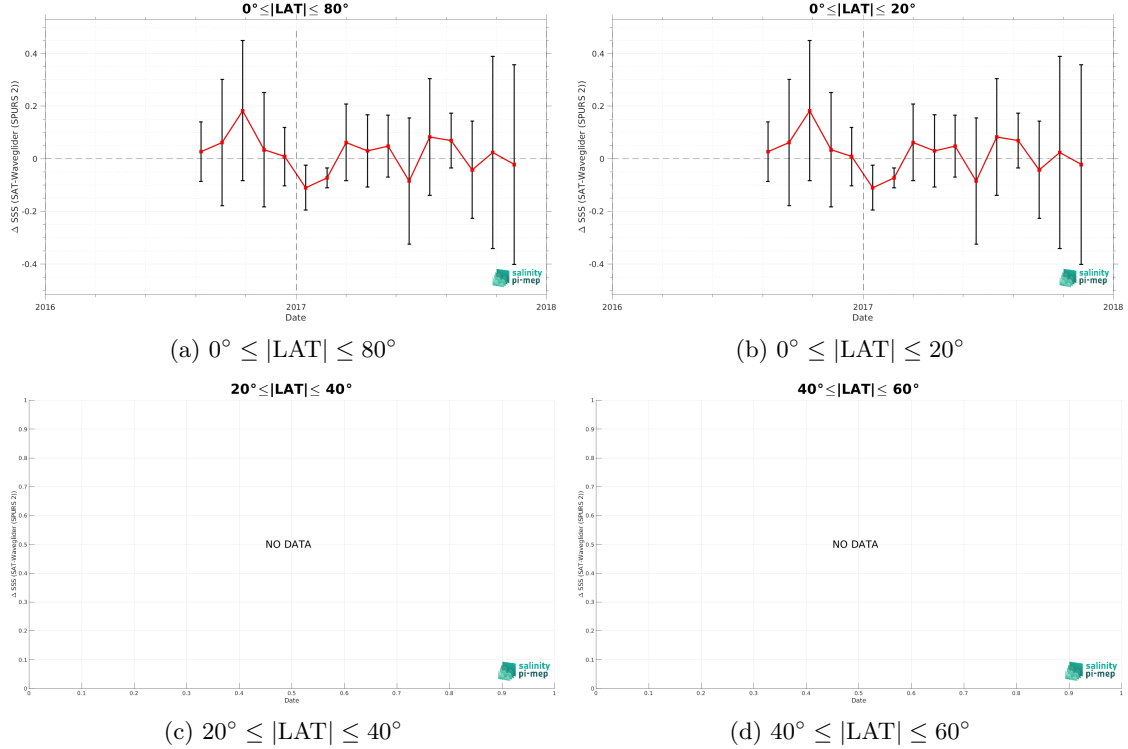 0°≤|LAT|≤ 80°
Δ SSS (SAT-Waveglider (SPURS 2))
0.4
0.2
0
-0.2
-0.4
2016
2017
2018
Date
salinity
pi-mep
(a) 0° ≤ |LAT| ≤ 80°
0°≤|LAT|≤ 20°
Δ SSS (SAT-Waveglider (SPURS 2))
0.4
0.2
0
-0.2
-0.4
2016
2017
2018
Date
salinity
pi-mep
(b) 0° ≤ |LAT| ≤ 20°
20°≤|LAT|≤ 40°
Δ SSS (SAT-Waveglider (SPURS 2))
1
0.9
0.8
0.7
0.6
0.5
0.4
0.3
0.2
0.1
0
NO DATA
0 0.1 0.2 0.3 0.4 0.5 0.6 0.7 0.8 0.9 1
Date
salinity
pi-mep
(c) 20° ≤ |LAT| ≤ 40°
40°≤|LAT|≤ 60°
Δ SSS (SAT-Waveglider (SPURS 2))
1
0.9
0.8
0.7
0.6
0.5
0.4
0.3
0.2
0.1
0
NO DATA
0 0.1 0.2 0.3 0.4 0.5 0.6 0.7 0.8 0.9 1
Date
salinity
pi-mep
(d) 40° ≤ |LAT| ≤ 60°